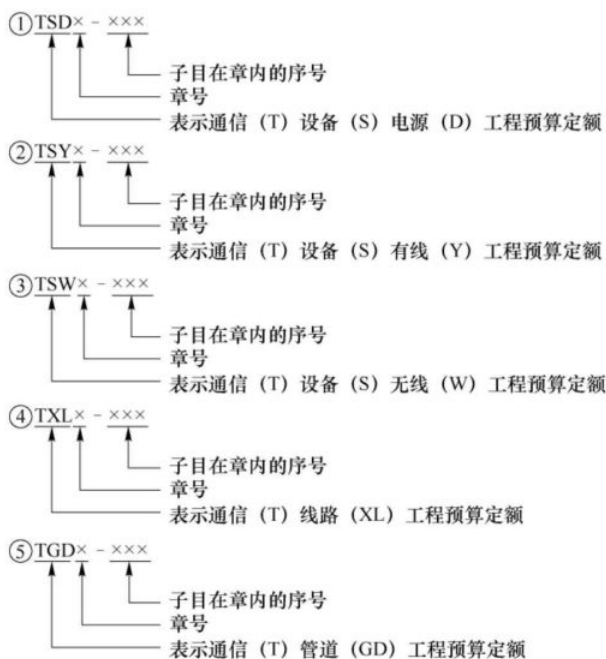 ①TSD× - ×××
子目在章内的序号
章号
表示通信（T）设备（S）电源（D）工程预算定额
②TSY× - ×××
子目在章内的序号
章号
表示通信（T）设备（S）有线（Y）工程预算定额
③TSW× - ×××
子目在章内的序号
章号
表示通信（T）设备（S）无线（W）工程预算定额
④TXL× - ×××
子目在章内的序号
章号
表示通信（T）线路（XL）工程预算定额
⑤TGD× - ×××
子目在章内的序号
章号
表示通信（T）管道（GD）工程预算定额